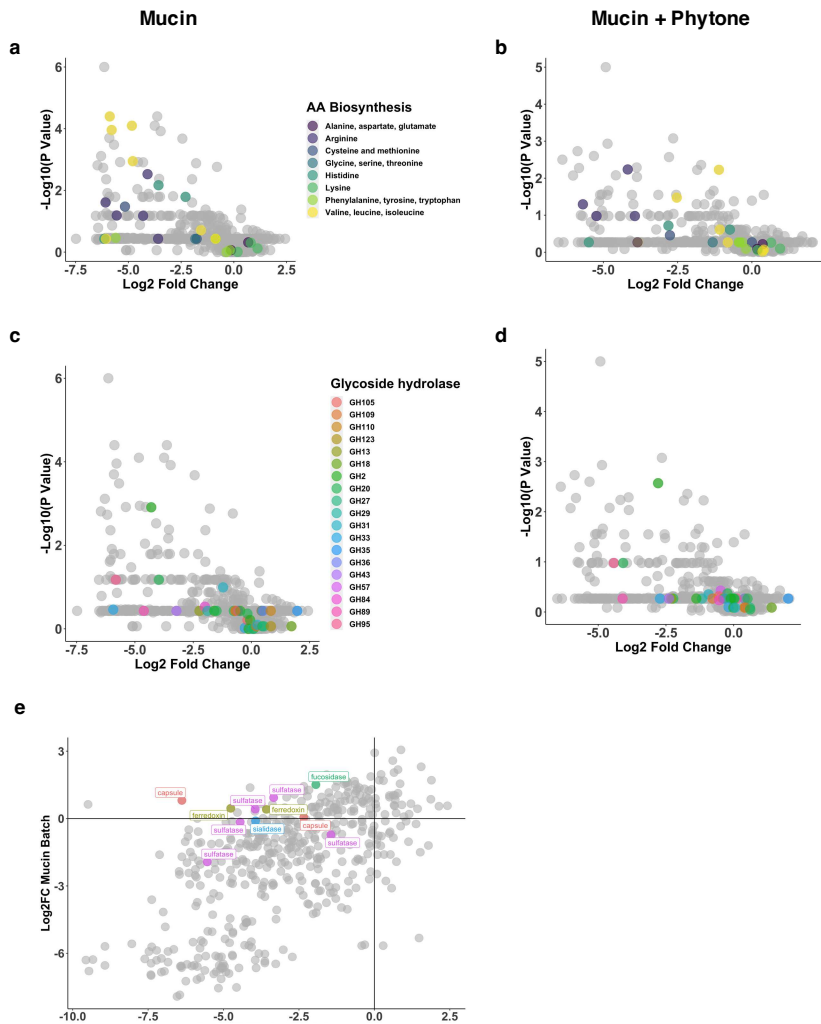 Mucin
Mucin + Phytone
a
b
6
4
2
0
-Log10(P Value)
-7.5
-5.0
-2.5
0.0
2.5
Log2 Fold Change
AA Biosynthesis
Alanine, aspartate, glutamate
Arginine
Cysteine and methionine
Glycine, serine, threonine
Histidine
Lysine
Phenylalanine, tyrosine, tryptophan
Valine, leucine, isoleucine
5
4
3
2
1
0
-Log10(P Value)
-5.0
-2.5
0.0
Log2 Fold Change
c
d
6
4
2
0
-Log10(P Value)
-7.5
-5.0
-2.5
0.0
2.5
Log2 Fold Change
Glycoside hydrolase
GH105
GH109
GH110
GH123
GH13
GH18
GH2
GH20
GH27
GH29
GH31
GH33
GH35
GH36
GH43
GH57
GH84
GH89
GH95
5
4
3
2
1
0
-Log10(P Value)
-5.0
-2.5
0.0
Log2 Fold Change
e
3
0
-3
-6
Log2FC Mucin Batch
fucosidase
capsule
sulfatase
sulfatase
ferredoxin
ferredoxin
sulfatase
sialidase
capsule
sulfatase
sulfatase
-10.0
-7.5
-5.0
-2.5
0.0
2.5